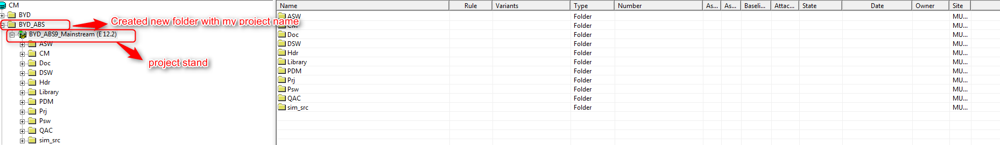 CM
BYD
BYD_ABS
Created new folder with my project name
BYD_ABS9_Mainstream (E12.2)
project stand
ASW
CM
Doc
DSW
Hdr
Library
PDM
Prj
Psw
QAC
sim_src
Name Rule Variants Type Number As... As... Baseli... Attac... State Date Owner Site
ASW Folder MU...
CM Folder MU...
Doc Folder MU...
DSW Folder MU...
Hdr Folder MU...
Library Folder MU...
PDM Folder MU...
Prj Folder MU...
Psw Folder MU...
QAC Folder MU...
sim_src Folder MU...